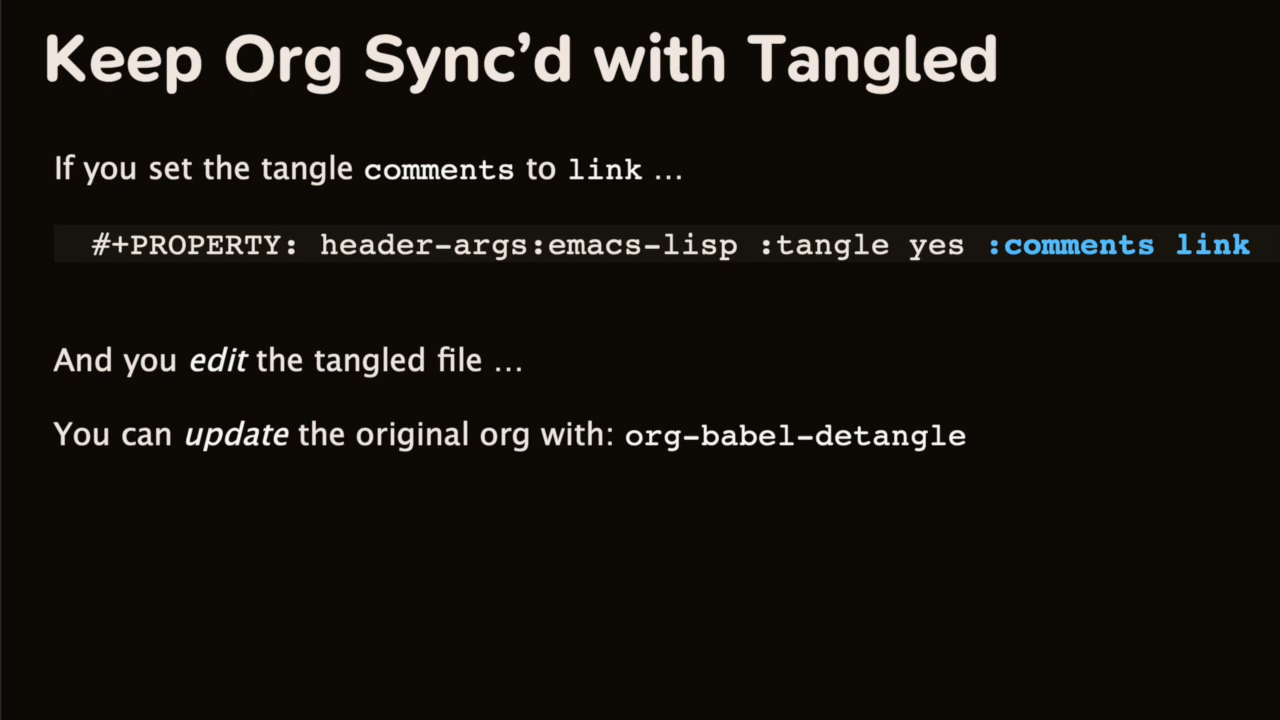 Keep Org Sync’d with Tangled
If you set the tangle comments to link …
#+PROPERTY: header-args:emacs-lisp :tangle yes :comments link
And you edit the tangled file …
You can update the original org with: org-babel-detangle